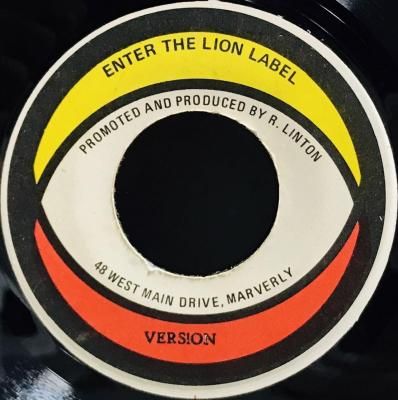 ENTER THE LION LABEL
PROMOTED AND PRODUCED BY R. LINTON
48 WEST MAIN DRIVE, MARVERLY
VERSION